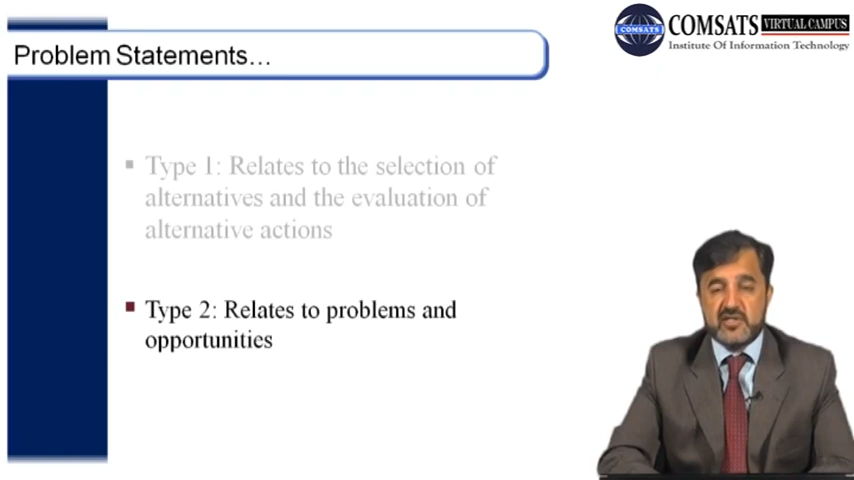 COMSATS VIRTUAL CAMPUS
COMSATS
Institute Of Information Technology
Problem Statements...
Type 1: Relates to the selection of
alternatives and the evaluation of
alternative actions
Type 2: Relates to problems and
opportunities